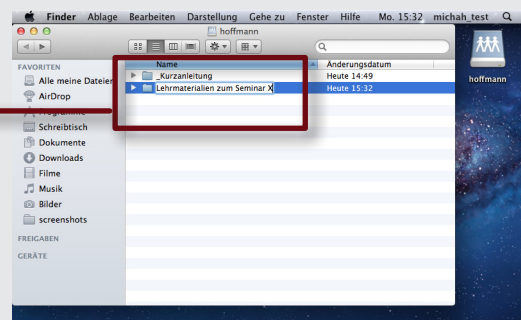 Finder Ablage Bearbeiten Darstellung Gehe zu Fenster Hilfe Mo. 15:32 michah_test
hoffmann
Name Änderungsdatum
_Kurzanleitung Heute 14:49
Lehrmaterialien zum Seminar X Heute 15:32
FAVORITEN
Alle meine Dateien
AirDrop
Programme
Schreibtisch
Dokumente
Downloads
Filme
Musik
Bilder
screenshots
FREIGABEN
GERÄTE
hoffmann